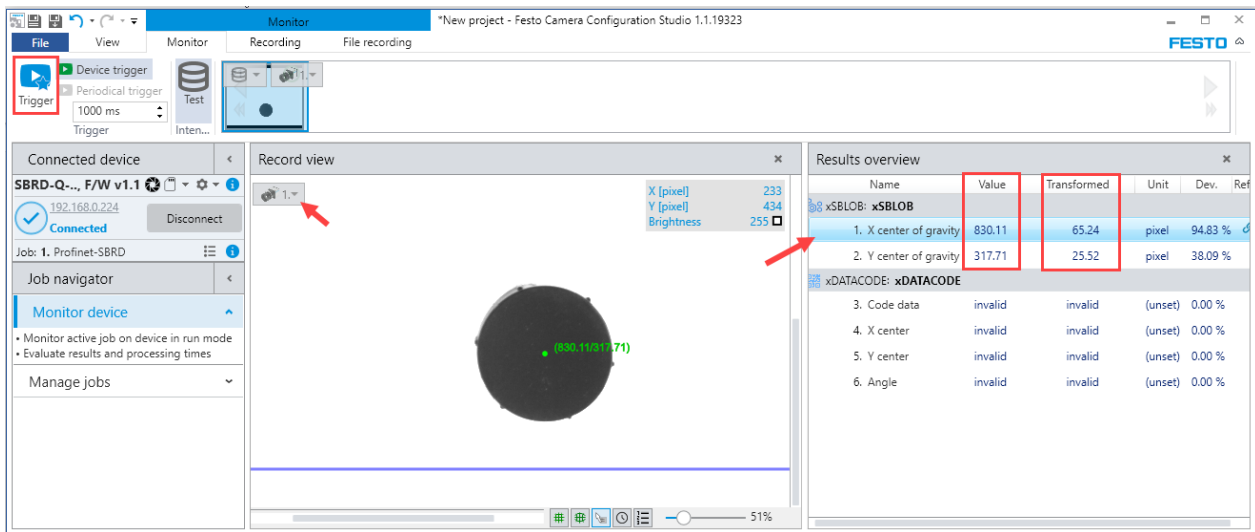 Monitor
*New project - Festo Camera Configuration Studio 1.1.19323
File View Monitor Recording File recording
FESTO
Trigger
Device trigger
Periodical trigger
1000 ms
Trigger
Test
Inten...
1.
Connected device
SBRD-Q-.., F/W v1.1
192.168.0.224
Connected
Disconnect
Job: 1. Profinet-SBRD
Job navigator
Monitor device
• Monitor active job on device in run mode
• Evaluate results and processing times
Manage jobs
Record view
1.
X [pixel] 233
Y [pixel] 434
Brightness 255
(830.11/317.71)
51%
Results overview
Name Value Transformed Unit Dev. Ref
xSBLOB: xSBLOB
1. X center of gravity 830.11 65.24 pixel 94.83 %
2. Y center of gravity 317.71 25.52 pixel 38.09 %
xDATACODE: xDATACODE
3. Code data invalid invalid (unset) 0.00 %
4. X center invalid invalid (unset) 0.00 %
5. Y center invalid invalid (unset) 0.00 %
6. Angle invalid invalid (unset) 0.00 %